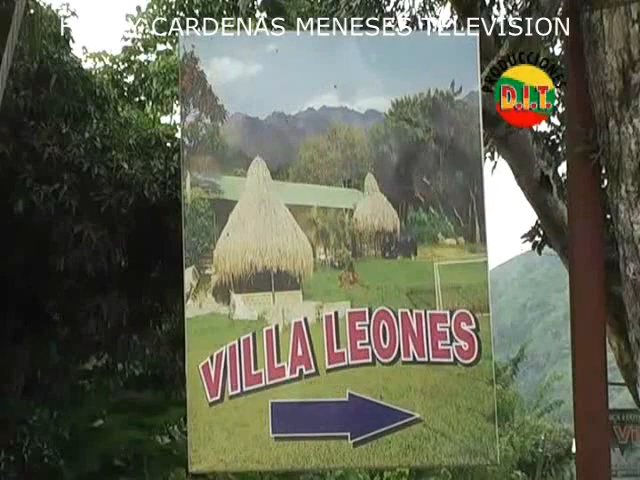 CARDENAS MENESES TELEVISION
PRODUCCIONES
D.I.T.
VILLA LEONES